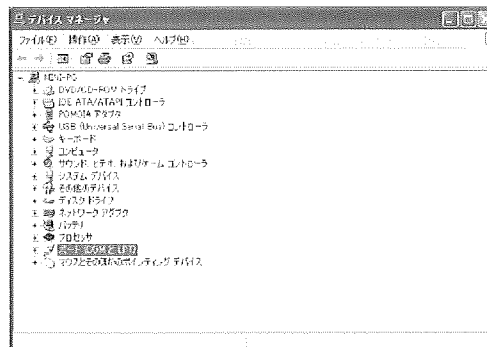 デバイス マネージャ
ファイル(F) 操作(A) 表示(V) ヘルプ(H)
DVD/CD-ROM ドライブ
IDE ATA/ATAPI コントローラ
PCMCIA アダプタ
USB (Universal Serial Bus) コントローラ
キーボード
コンピュータ
サウンド、ビデオ、およびゲーム コントローラ
システム デバイス
その他のデバイス
ディスク ドライブ
ネットワーク アダプタ
バッテリ
プロセッサ
ポート (COM と LPT)
マウスとそのほかのポインティング デバイス